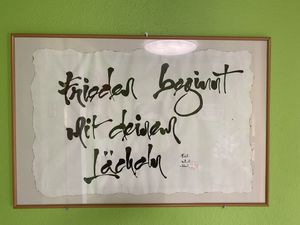 Frieden beginnt
mit deinem
Lächeln